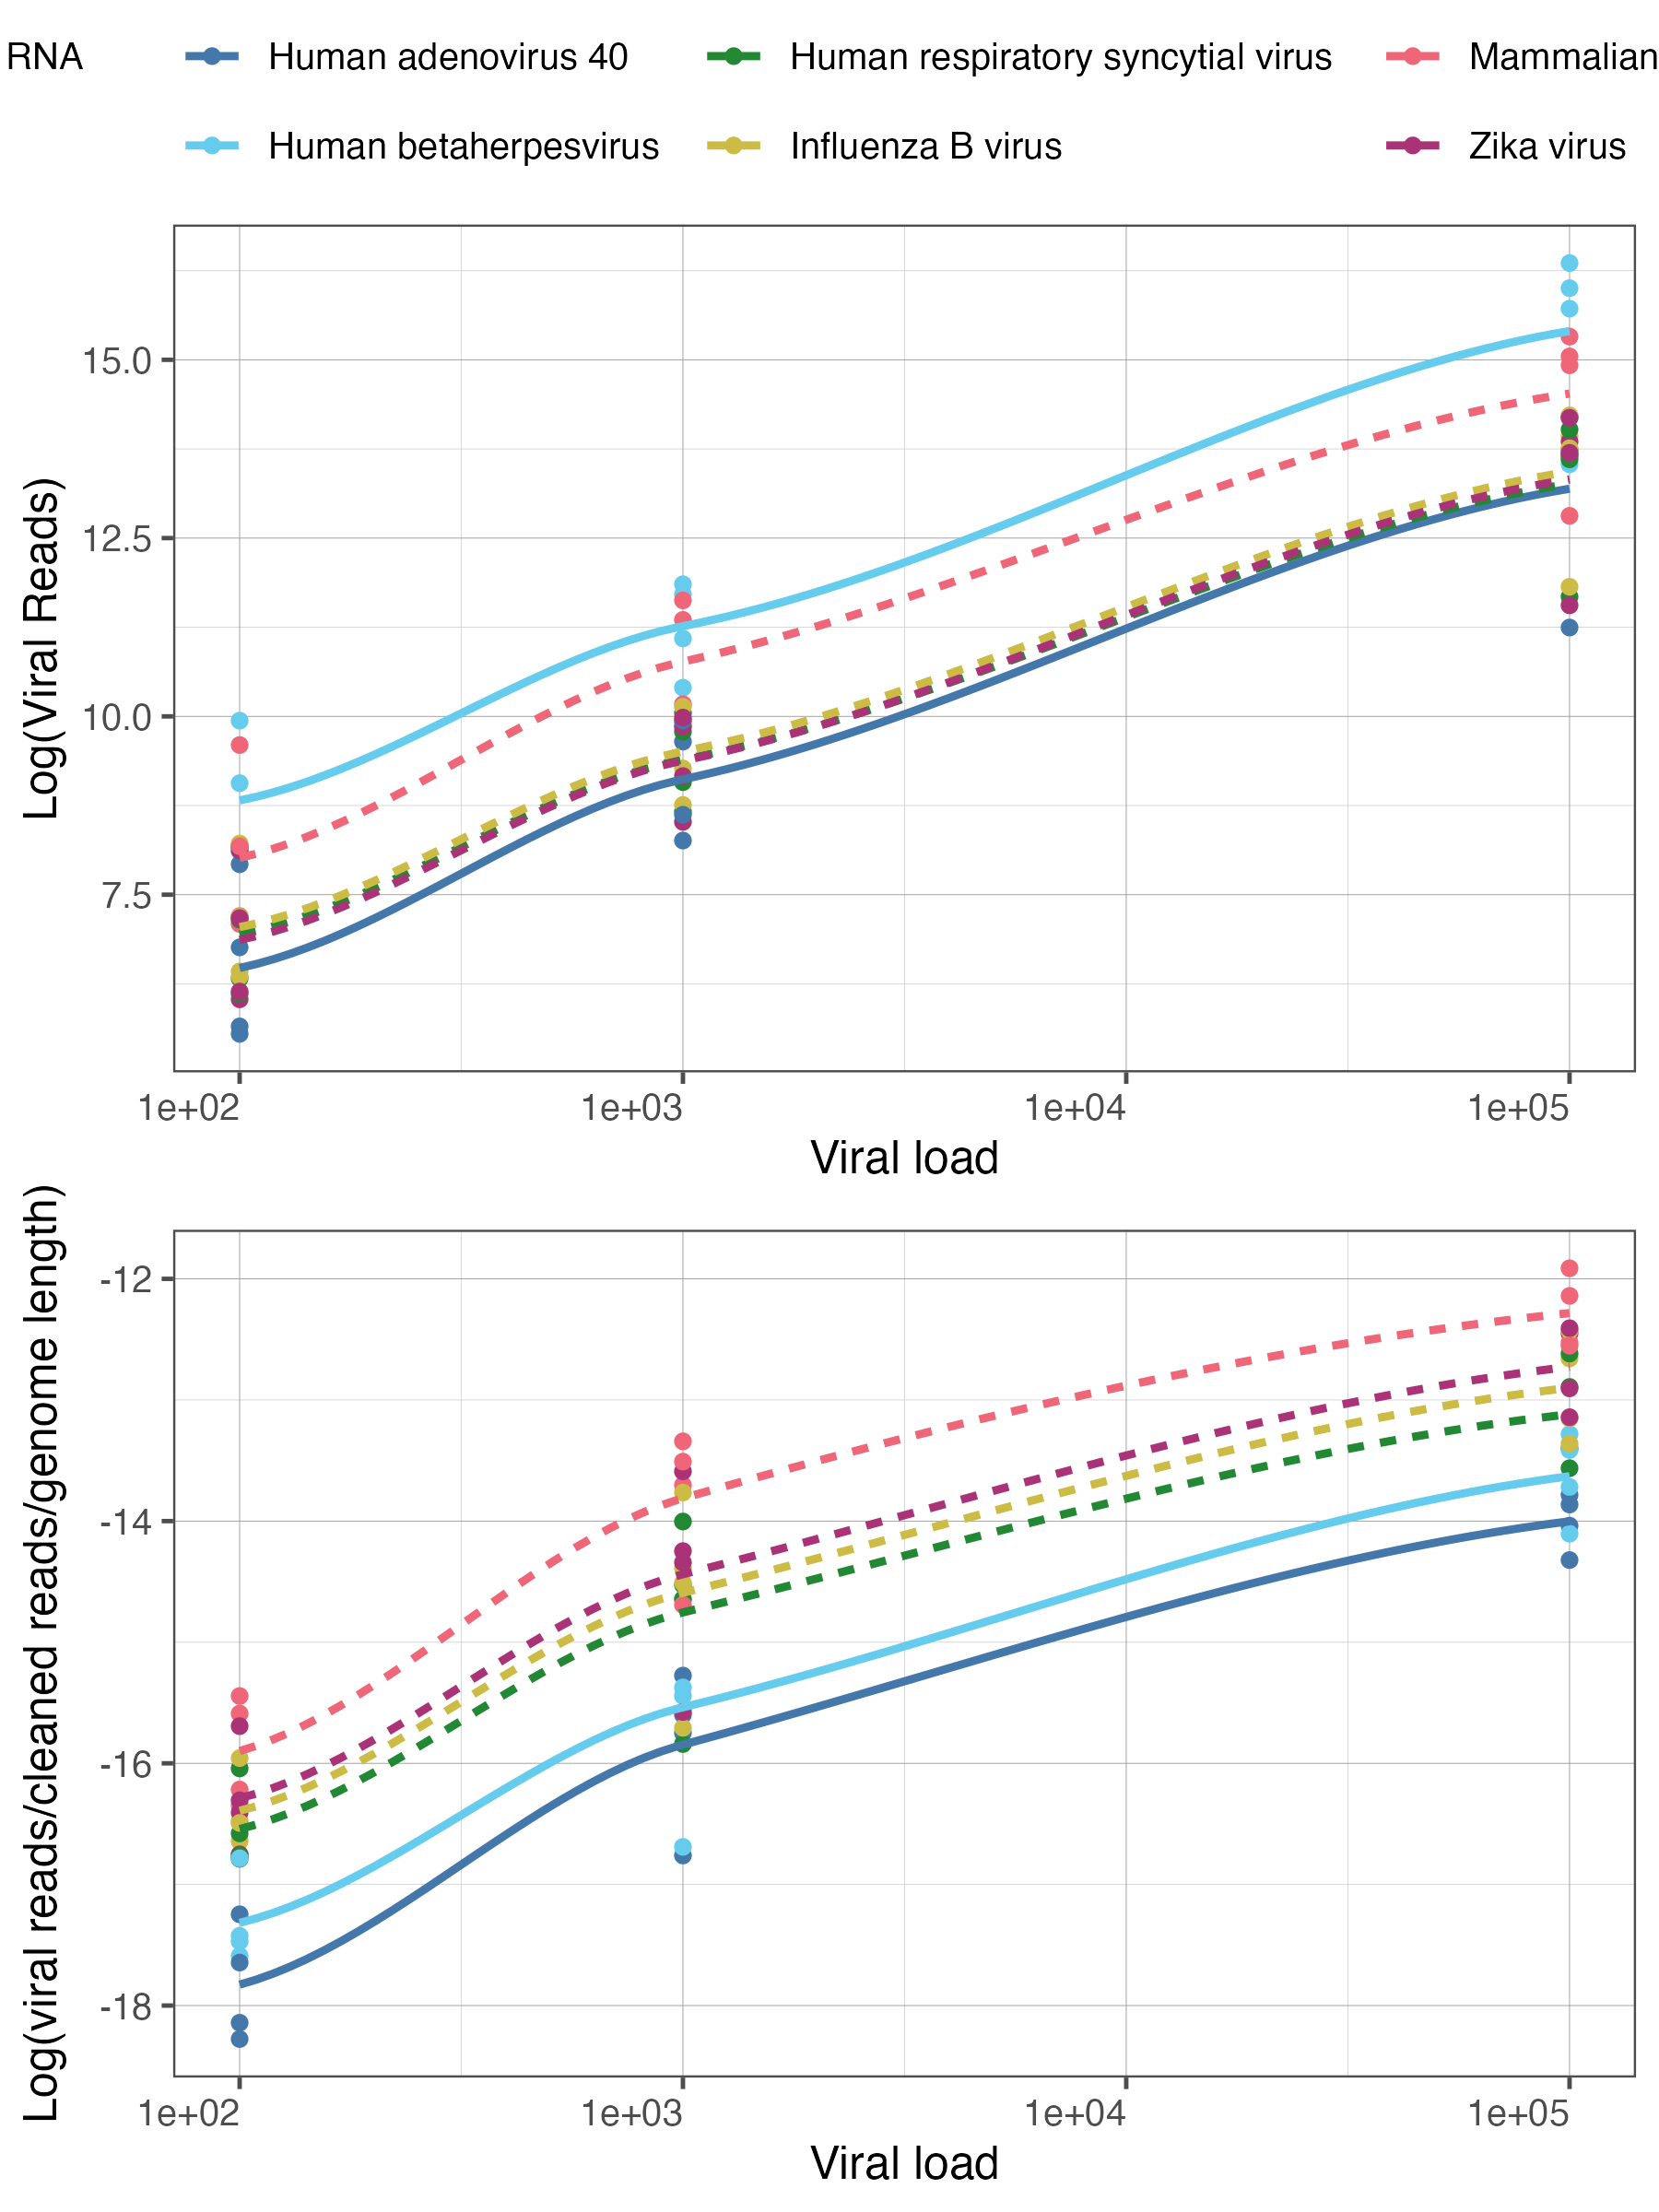 RNA
Human adenovirus 40
Human respiratory syncytial virus
Mammalian
Human betaherpesvirus
Influenza B virus
Zika virus
Log(Viral Reads)
15.0
12.5
10.0
7.5
1e+02
1e+03
1e+04
1e+05
Viral load
Log(viral reads/cleaned reads/genome length)
-12
-14
-16
-18
1e+02
1e+03
1e+04
1e+05
Viral load